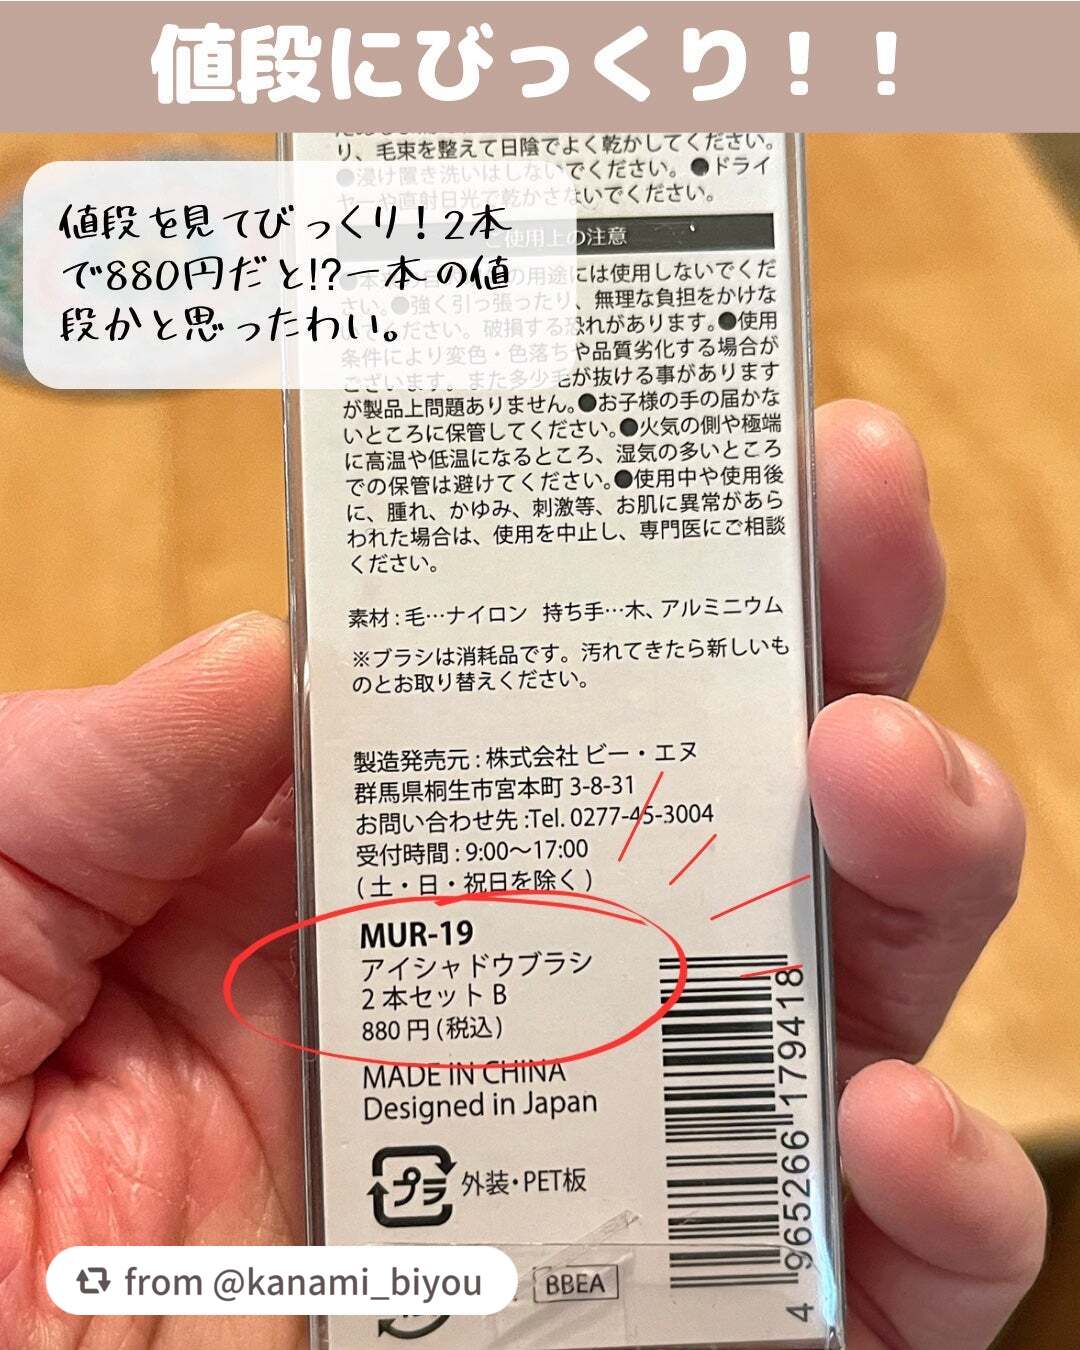 値段にびっくり！！
値段を見てびっくり！2本
で880円だと!?一本の値
段かと思ったわい。
り、毛束を整えて日陰でよく乾かしてください。
●浸け置き洗いはしないでください。●ドライ
ヤーや直射日光で乾かさないでください。
ご使用上の注意
の用途には使用しないでくだ
さい。●強く引っ張ったり、無理な負担をかけな
いでください。破損する恐れがあります。●使用
条件により変色・色落ちや品質劣化する場合が
ございます。また多少毛が抜ける事があります
が製品上問題ありません。●お子様の手の届かな
いところに保管してください。●火気の側や極端
に高温や低温になるところ、湿気の多いところ
での保管は避けてください。●使用中や使用後
に、腫れ、かゆみ、刺激等、お肌に異常があら
われた場合は、使用を中止し、専門医にご相談
ください。
素材：毛…ナイロン 持ち手…木、アルミニウム
※ブラシは消耗品です。汚れてきたら新しいも
のとお取り替えください。
製造発売元：株式会社 ビー・エヌ
群馬県桐生市宮本町 3-8-31
お問い合わせ先：Tel. 0277-45-3004
受付時間：9:00～17:00
(土・日・祝日を除く)
MUR-19
アイシャドウブラシ
2本セット B
880円(税込)
MADE IN CHINA
Designed in Japan
プラ 外装・PET板
BBEA
4 965266 179418
from @kanami_biyou